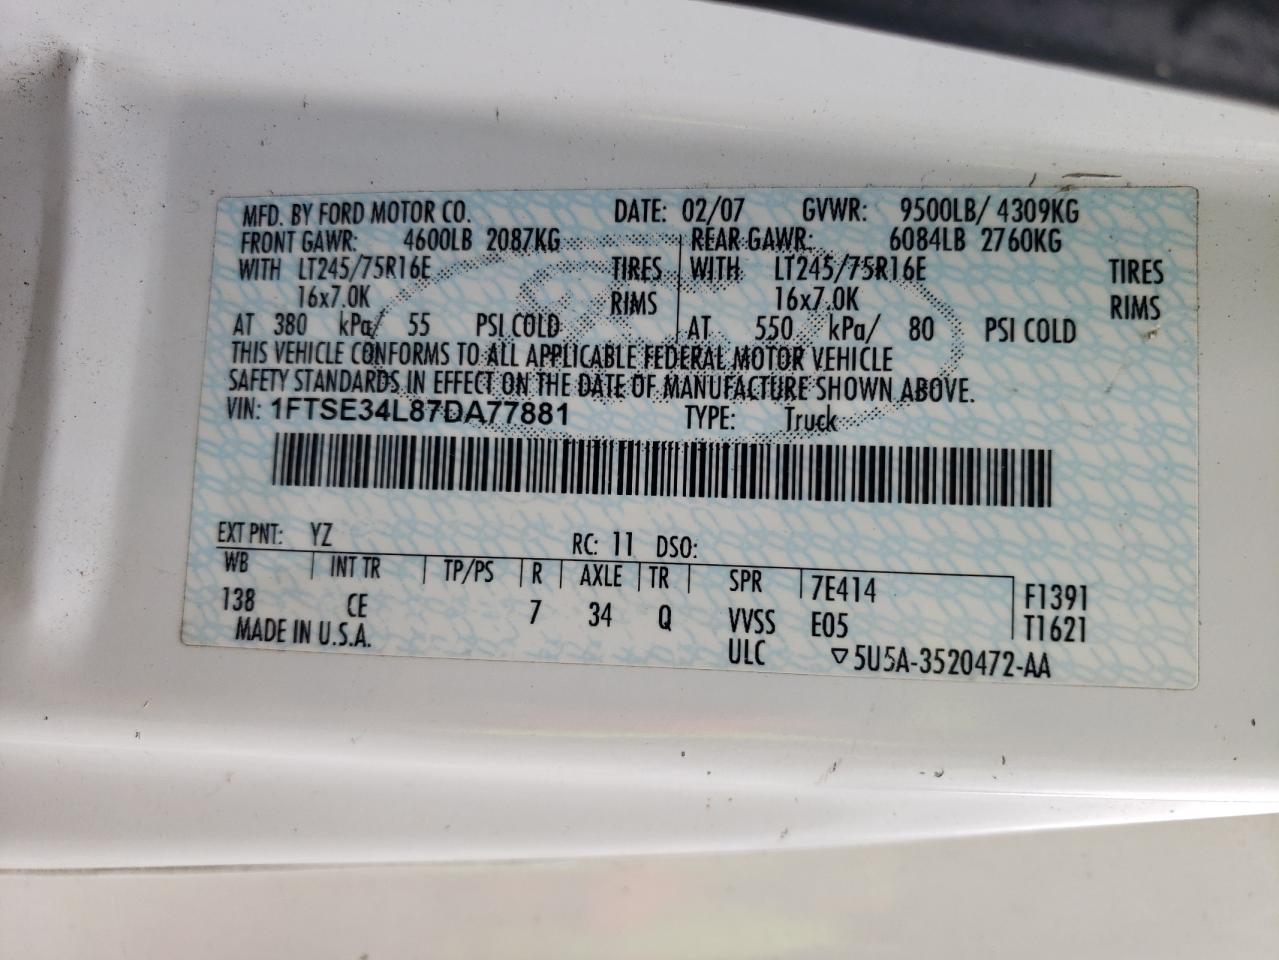 MFD. BY FORD MOTOR CO. DATE: 02/07 GVWR: 9500LB/ 4309KG
FRONT GAWR: 4600LB 2087KG REAR GAWR: 6084LB 2760KG
WITH LT245/75R16E TIRES WITH LT245/75R16E TIRES
16x7.0K RIMS 16x7.0K RIMS
AT 380 kPa/ 55 PSI COLD AT 550 kPa/ 80 PSI COLD
THIS VEHICLE CONFORMS TO ALL APPLICABLE FEDERAL MOTOR VEHICLE
SAFETY STANDARDS IN EFFECT ON THE DATE OF MANUFACTURE SHOWN ABOVE.
VIN: 1FTSE34L87DA77881 TYPE: Truck
EXT PNT: YZ RC: 11 DSO:
WB INT TR TP/PS R AXLE TR SPR 7E414 F1391
138 CE 7 34 Q VVSS E05 T1621
MADE IN U.S.A. ULC ▽5U5A-3520472-AA